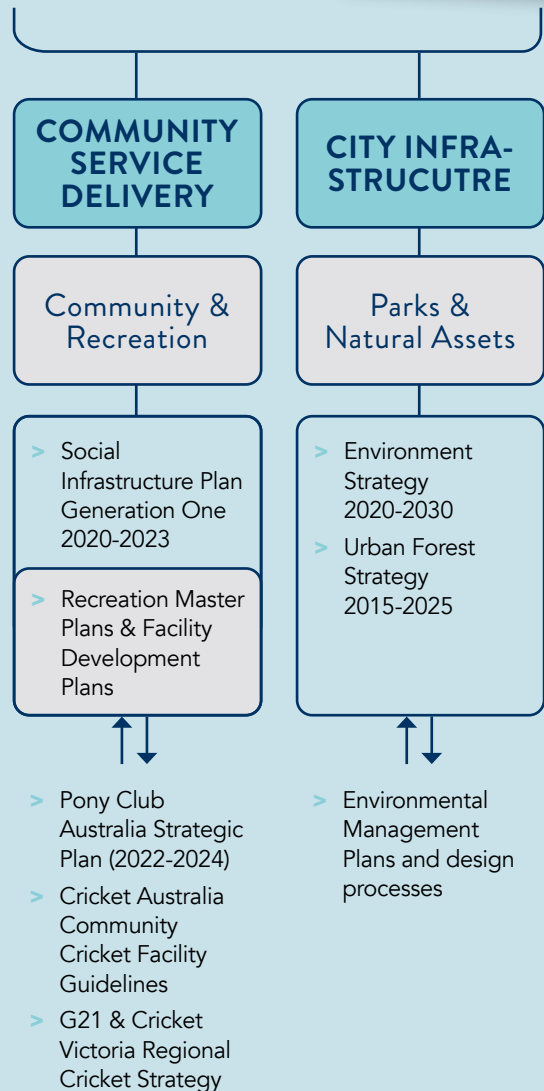 COMMUNITY
SERVICE
DELIVERY
Community &
Recreation
> Social
Infrastructure Plan
Generation One
2020-2023
> Recreation Master
Plans & Facility
Development
Plans
> Pony Club
Australia Strategic
Plan (2022-2024)
> Cricket Australia
Community
Cricket Facility
Guidelines
> G21 & Cricket
Victoria Regional
Cricket Strategy
CITY INFRA-
STRUCUTRE
Parks &
Natural Assets
> Environment
Strategy
2020-2030
> Urban Forest
Strategy
2015-2025
> Environmental
Management
Plans and design
processes